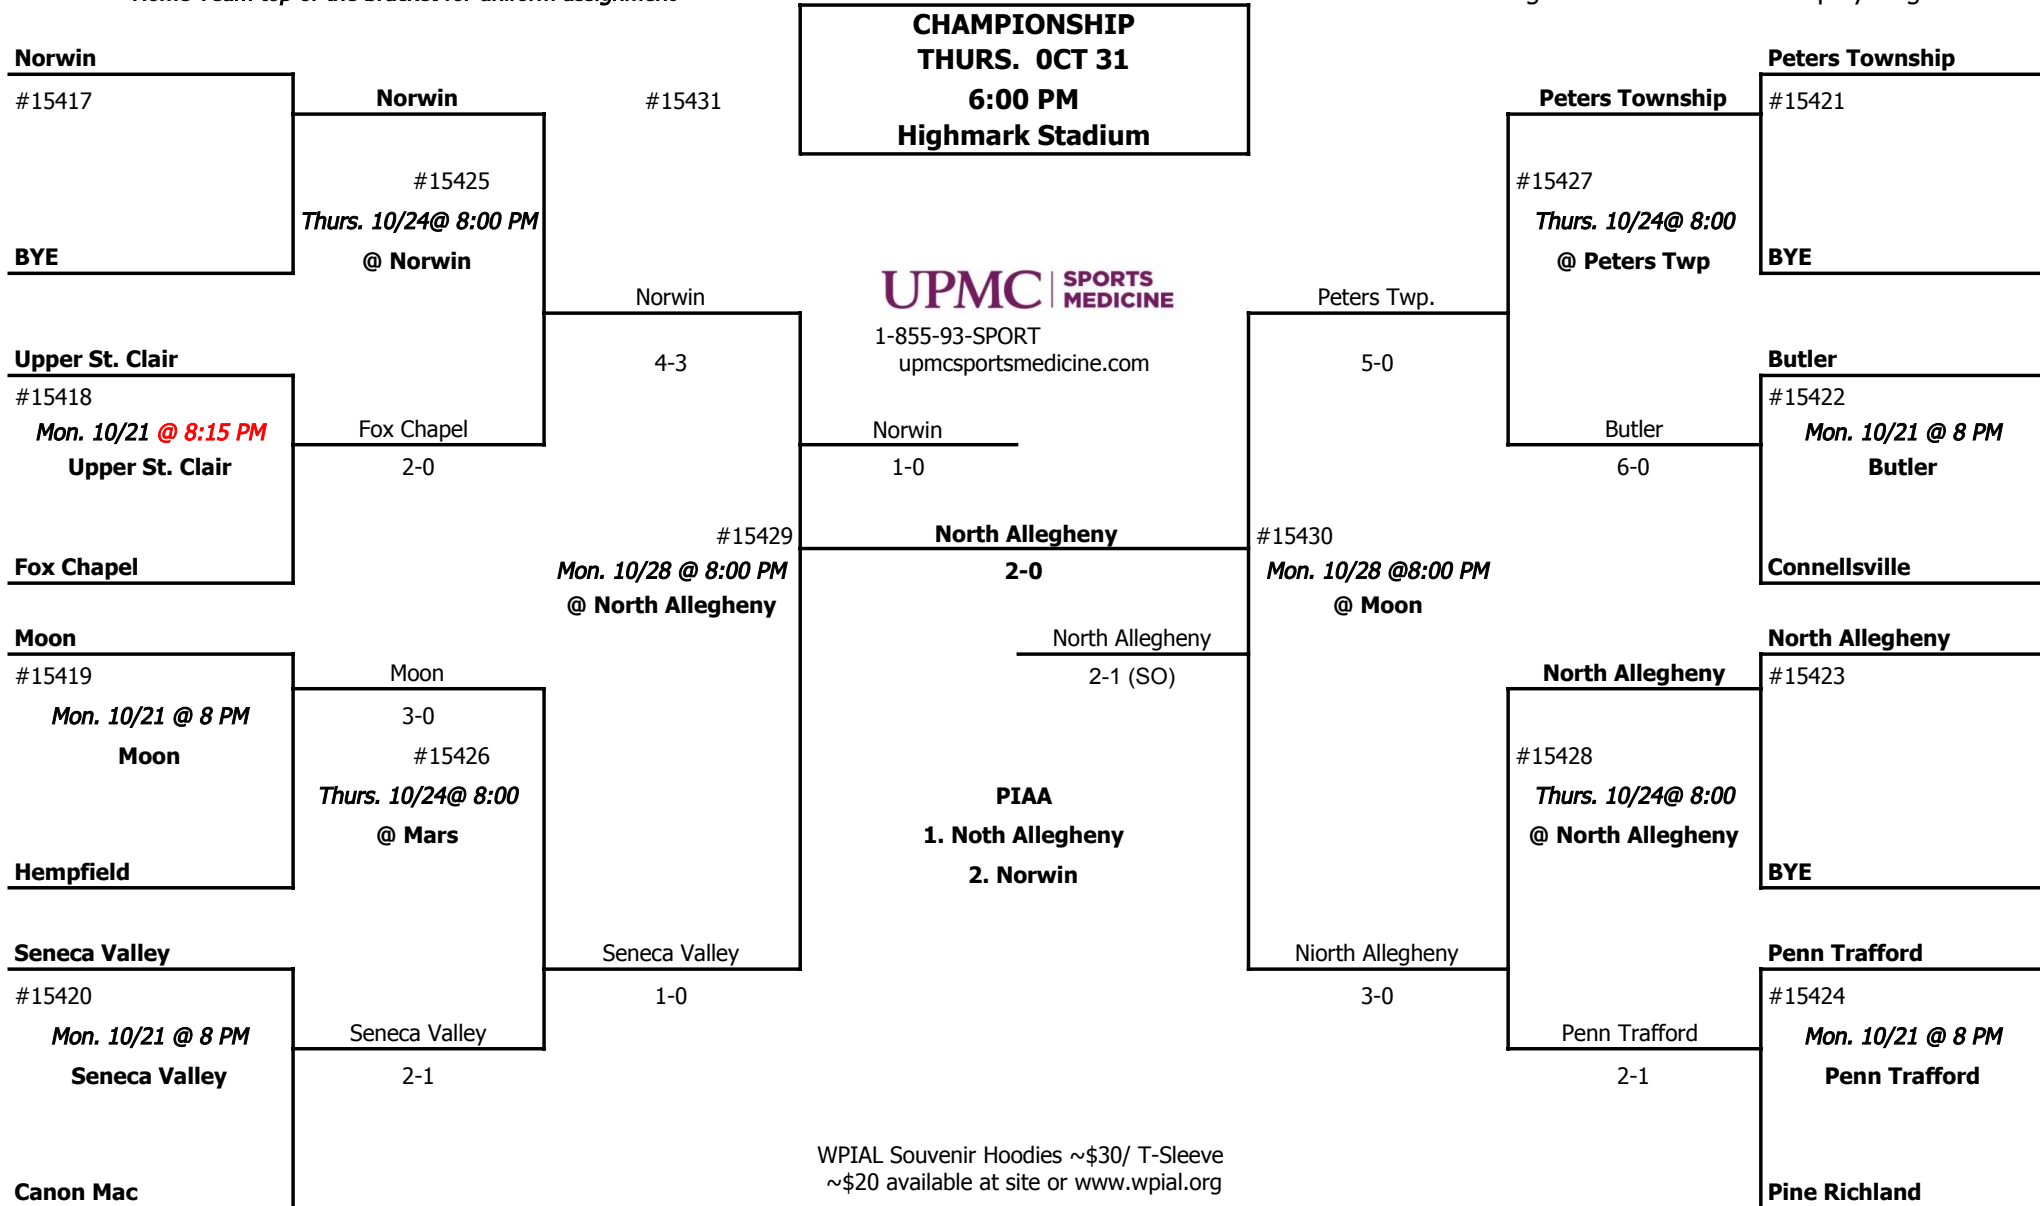 Home Team top of the bracket for uniform assignment
CHAMPIONSHIP
THURS. 0CT 31
6:00 PM
Highmark Stadium
Norwin
#15417
BYE
Norwin
#15425
Thurs. 10/24@ 8:00 PM
@ Norwin
Upper St. Clair
#15418
Mon. 10/21 @ 8:15 PM
Upper St. Clair
Fox Chapel
Fox Chapel
2-0
Norwin
4-3
Moon
#15419
Mon. 10/21 @ 8 PM
Moon
Hempfield
Moon
3-0
#15426
Thurs. 10/24@ 8:00
@ Mars
Seneca Valley
#15420
Mon. 10/21 @ 8 PM
Seneca Valley
Canon Mac
Seneca Valley
2-1
Seneca Valley
1-0
#15429
Mon. 10/28 @ 8:00 PM
@ North Allegheny
#15431
UPMC SPORTS MEDICINE
1-855-93-SPORT
upmcsportsmedicine.com
Norwin
1-0
North Allegheny
2-0
North Allegheny
2-1 (SO)
PIAA
1. Noth Allegheny
2. Norwin
WPIAL Souvenir Hoodies ~$30/ T-Sleeve
~$20 available at site or www.wpial.org
Peters Twp.
5-0
#15430
Mon. 10/28 @8:00 PM
@ Moon
Niorth Allegheny
3-0
Peters Township
#15427
Thurs. 10/24@ 8:00
@ Peters Twp
Butler
6-0
North Allegheny
#15428
Thurs. 10/24@ 8:00
@ North Allegheny
Penn Trafford
2-1
Peters Township
#15421
BYE
Butler
#15422
Mon. 10/21 @ 8 PM
Butler
Connellsville
North Allegheny
#15423
BYE
Penn Trafford
#15424
Mon. 10/21 @ 8 PM
Penn Trafford
Pine Richland